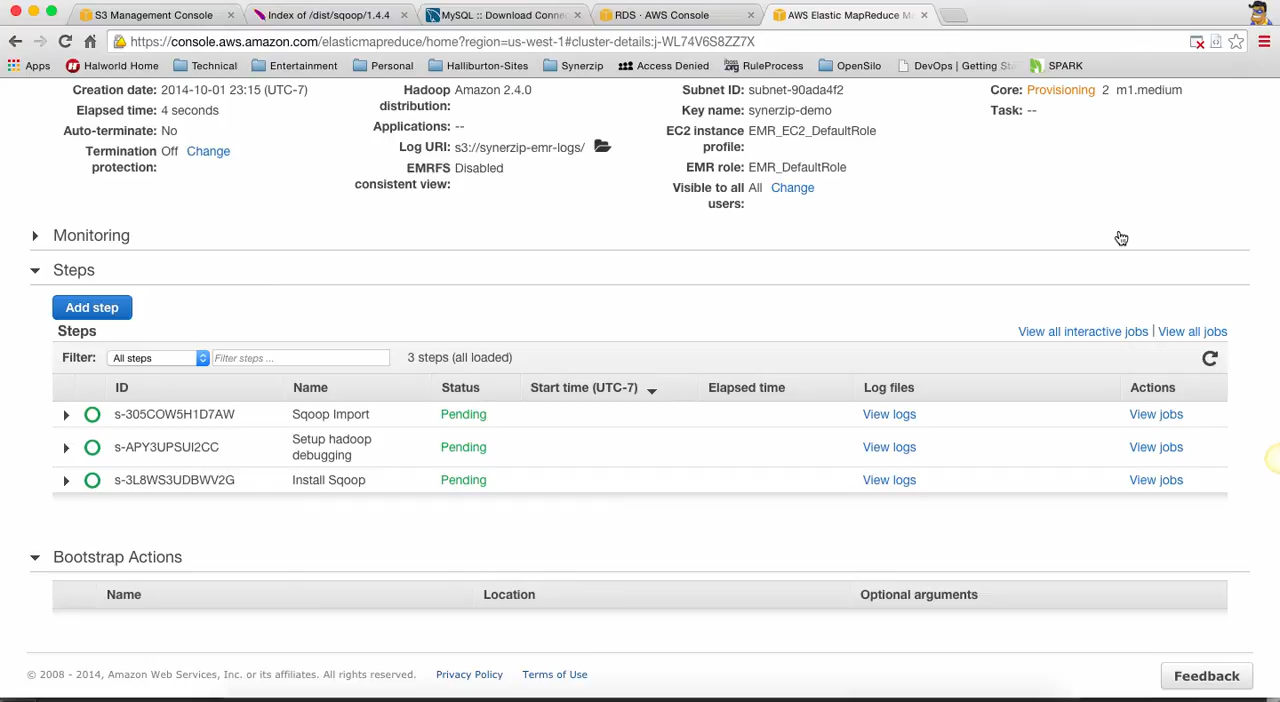 S3 Management Console
Index of /dist/sqoop/1.4.4
MySQL :: Download Conne
RDS · AWS Console
AWS Elastic MapReduce M
https://console.aws.amazon.com/elasticmapreduce/home?region=us-west-1#cluster-details:j-WL74V6S8ZZ7X
Apps
Halworld Home
Technical
Entertainment
Personal
Halliburton-Sites
Synerzip
Access Denied
RuleProcess
OpenSilo
DevOps | Getting Sta
SPARK
Creation date: 2014-10-01 23:15 (UTC-7)
Elapsed time: 4 seconds
Auto-terminate: No
Termination protection: Off Change
Hadoop distribution: Amazon 2.4.0
Applications: --
Log URI: s3://synerzip-emr-logs/
EMRFS consistent view: Disabled
Subnet ID: subnet-90ada4f2
Key name: synerzip-demo
EC2 instance profile: EMR_EC2_DefaultRole
EMR role: EMR_DefaultRole
Visible to all users: All Change
Core: Provisioning 2 m1.medium
Task: --
Monitoring
Steps
Add step
Steps
View all interactive jobs | View all jobs
Filter: All steps Filter steps ... 3 steps (all loaded)
ID Name Status Start time (UTC-7) Elapsed time Log files Actions
s-305COW5H1D7AW Sqoop Import Pending View logs View jobs
s-APY3UPSUI2CC Setup hadoop debugging Pending View logs View jobs
s-3L8WS3UDBWV2G Install Sqoop Pending View logs View jobs
Bootstrap Actions
Name Location Optional arguments
© 2008 - 2014, Amazon Web Services, Inc. or its affiliates. All rights reserved. Privacy Policy Terms of Use
Feedback